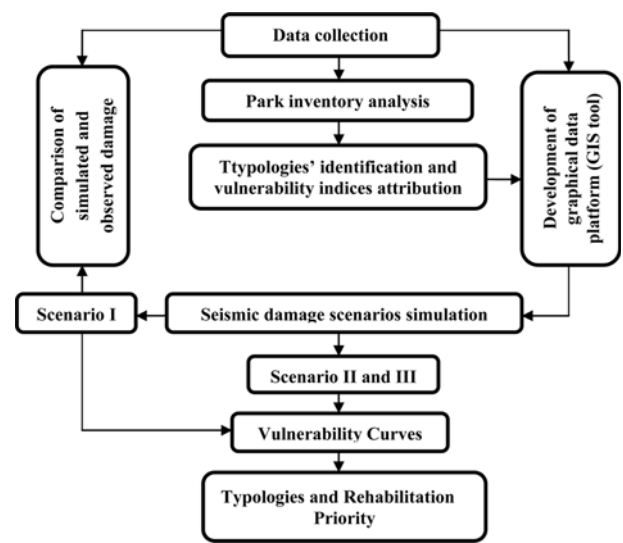 Data collection
Park inventory analysis
Ttypologies’ identification and
vulnerability indices attribution
Comparison of
simulated and
observed damage
Development of
graphical data
platform (GIS tool)
Scenario I
Seismic damage scenarios simulation
Scenario II and III
Vulnerability Curves
Typologies and Rehabilitation
Priority